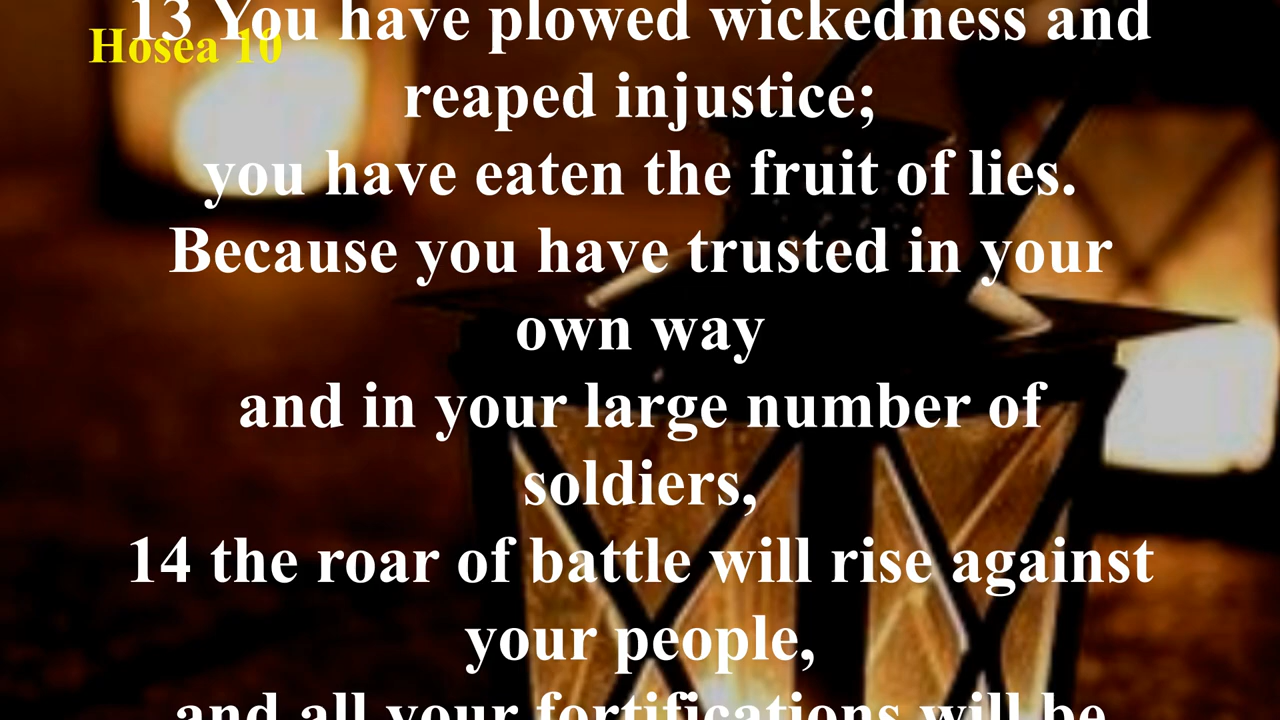 Hosea 10
13 You have plowed wickedness and
reaped injustice;
you have eaten the fruit of lies.
Because you have trusted in your
own way
and in your large number of
soldiers,
14 the roar of battle will rise against
your people,
and all your fortifications will be